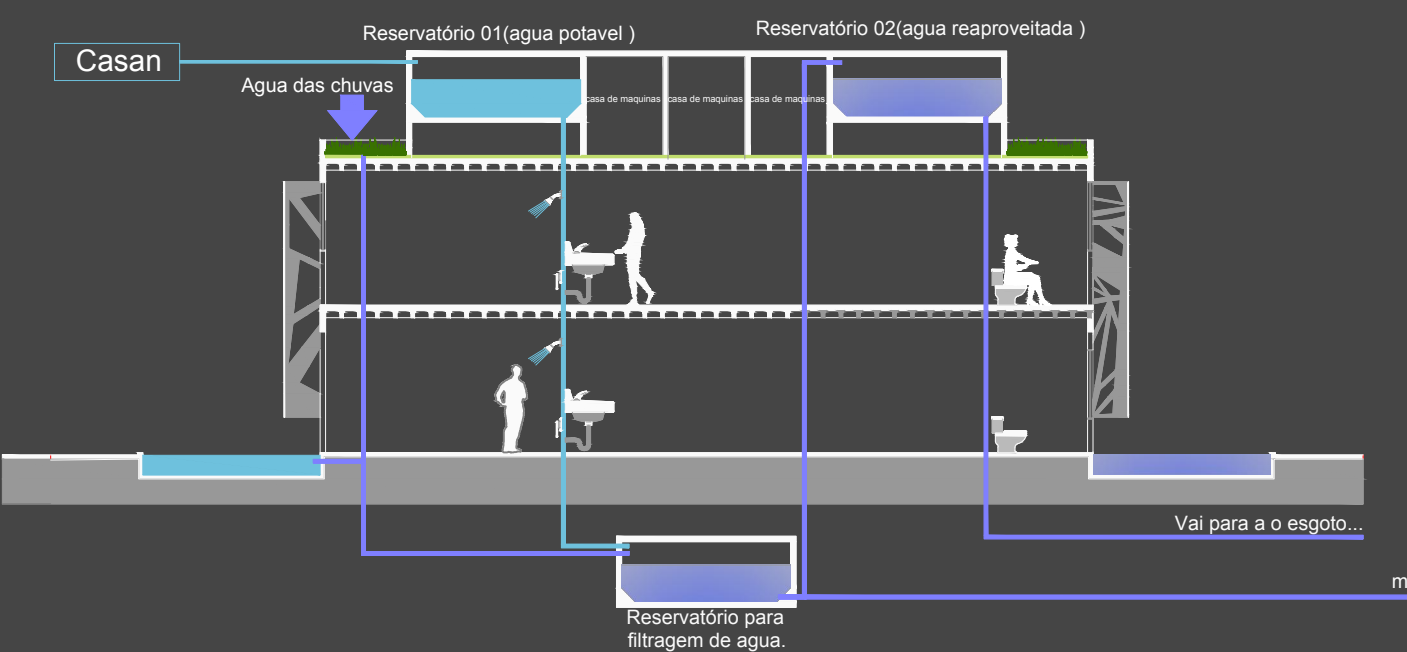 Reservatório 01(agua potavel )
Reservatório 02(agua reaproveitada )
Casan
Agua das chuvas
casa de maquinas
casa de maquinas
casa de maquinas
Vai para a o esgoto...
m
Reservatório para
filtragem de agua.